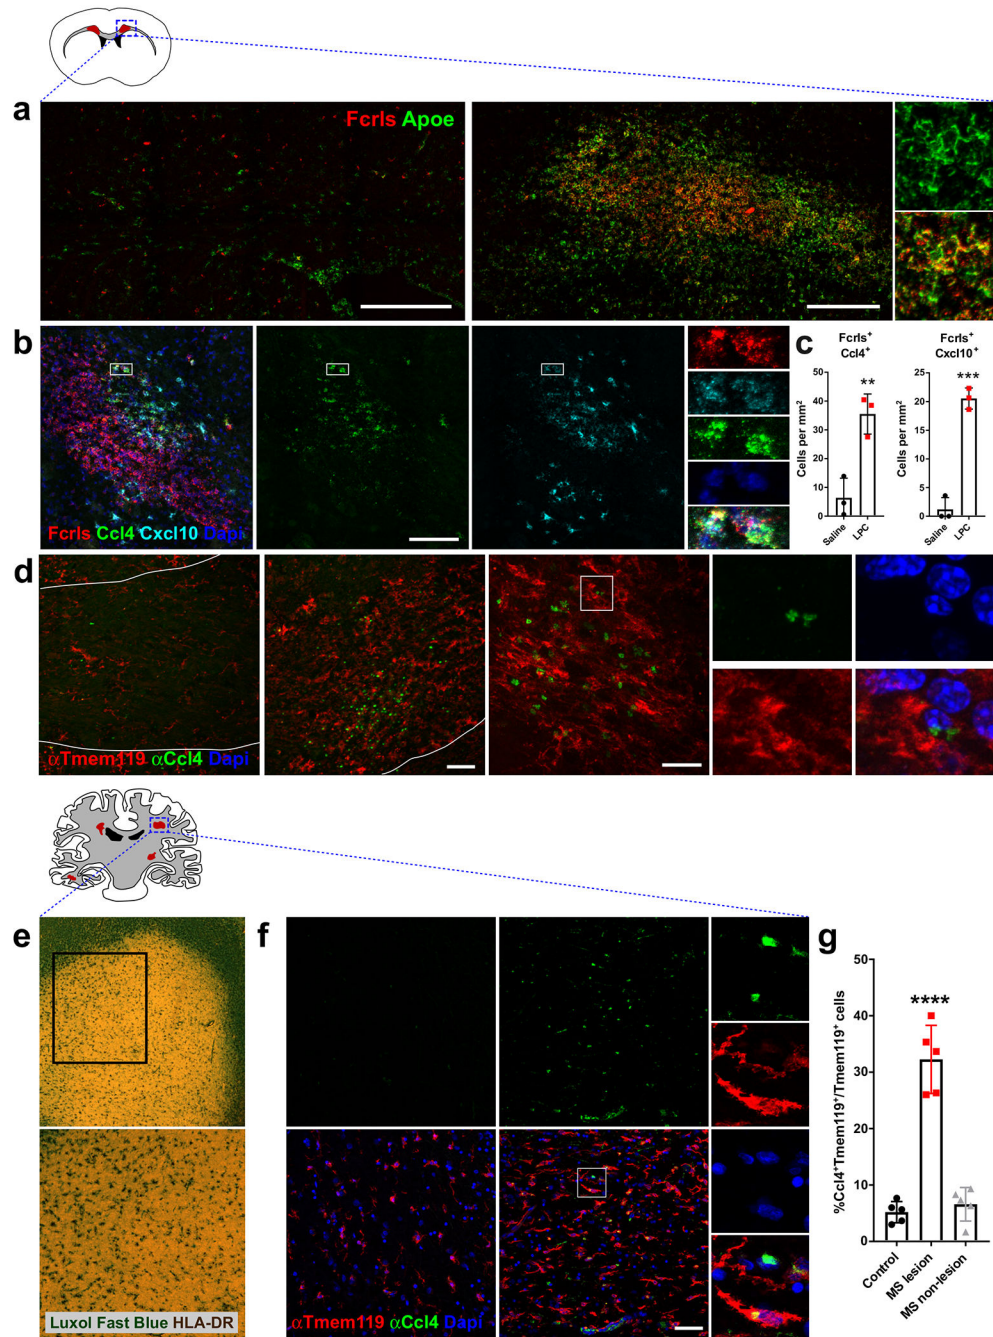 a
Fcrls Apoe
b
Fcrls Ccl4 Cxcl10 Dapi
c
Fcrls⁺
Ccl4⁺
Cells per mm²
50
40
30
20
10
0
**
Saline
LPC
Fcrls⁺
Cxcl10⁺
Cells per mm²
25
20
15
10
5
0
***
Saline
LPC
d
αTmem119 αCcl4 Dapi
e
Luxol Fast Blue HLA-DR
f
αTmem119 αCcl4 Dapi
g
%Ccl4⁺Tmem119⁺/Tmem119⁺ cells
50
40
30
20
10
0
****
Control
MS lesion
MS non-lesion